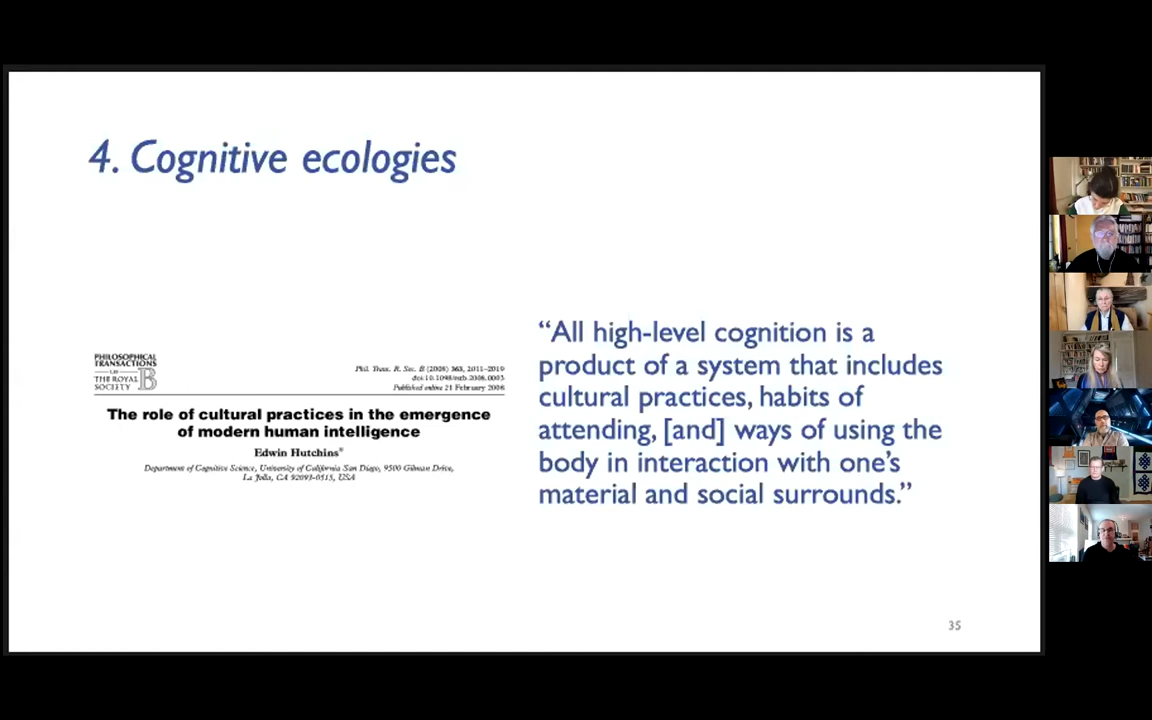 4. Cognitive ecologies
PHILOSOPHICAL
TRANSACTIONS
OF
THE ROYAL
SOCIETY B
Phil. Trans. R. Soc. B (2008) 363, 2011–2019
doi:10.1098/rstb.2008.0003
Published online 21 February 2008
The role of cultural practices in the emergence
of modern human intelligence
Edwin Hutchins*
Department of Cognitive Science, University of California San Diego, 9500 Gilman Drive,
La Jolla, CA 92093-0515, USA
“All high-level cognition is a
product of a system that includes
cultural practices, habits of
attending, [and] ways of using the
body in interaction with one’s
material and social surrounds.”
35